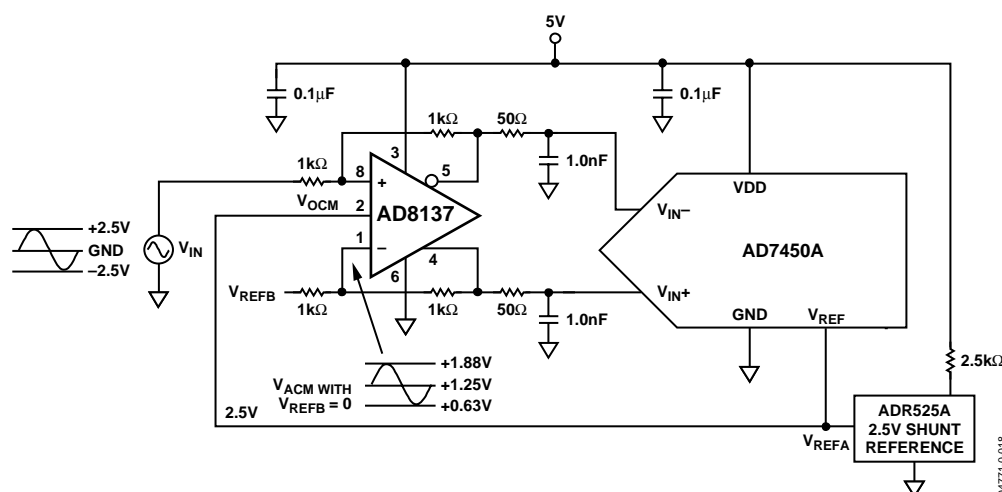 5V
0.1µF
0.1µF
1kΩ
50Ω
1.0nF
1kΩ
3
5
8
+
VOCM
2
AD8137
1
−
4
6
VDD
VIN−
AD7450A
VIN+
GND
VREF
+2.5V
GND
−2.5V
VIN
VREFB
1kΩ
1kΩ
50Ω
1.0nF
2.5kΩ
VACM WITH
VREFB = 0
+1.88V
+1.25V
+0.63V
2.5V
VREFA
ADR525A
2.5V SHUNT
REFERENCE
04771-0-018